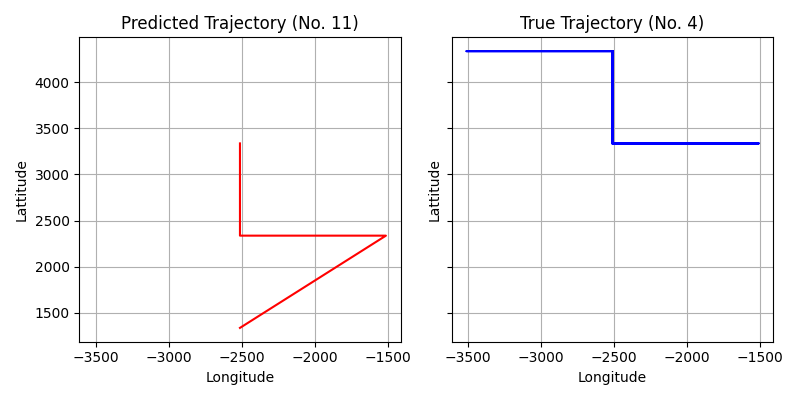 Predicted Trajectory (No. 11)
True Trajectory (No. 4)
Lattitude
4000
3500
3000
2500
2000
1500
−3500 −3000 −2500 −2000 −1500
Longitude
Lattitude
−3500 −3000 −2500 −2000 −1500
Longitude